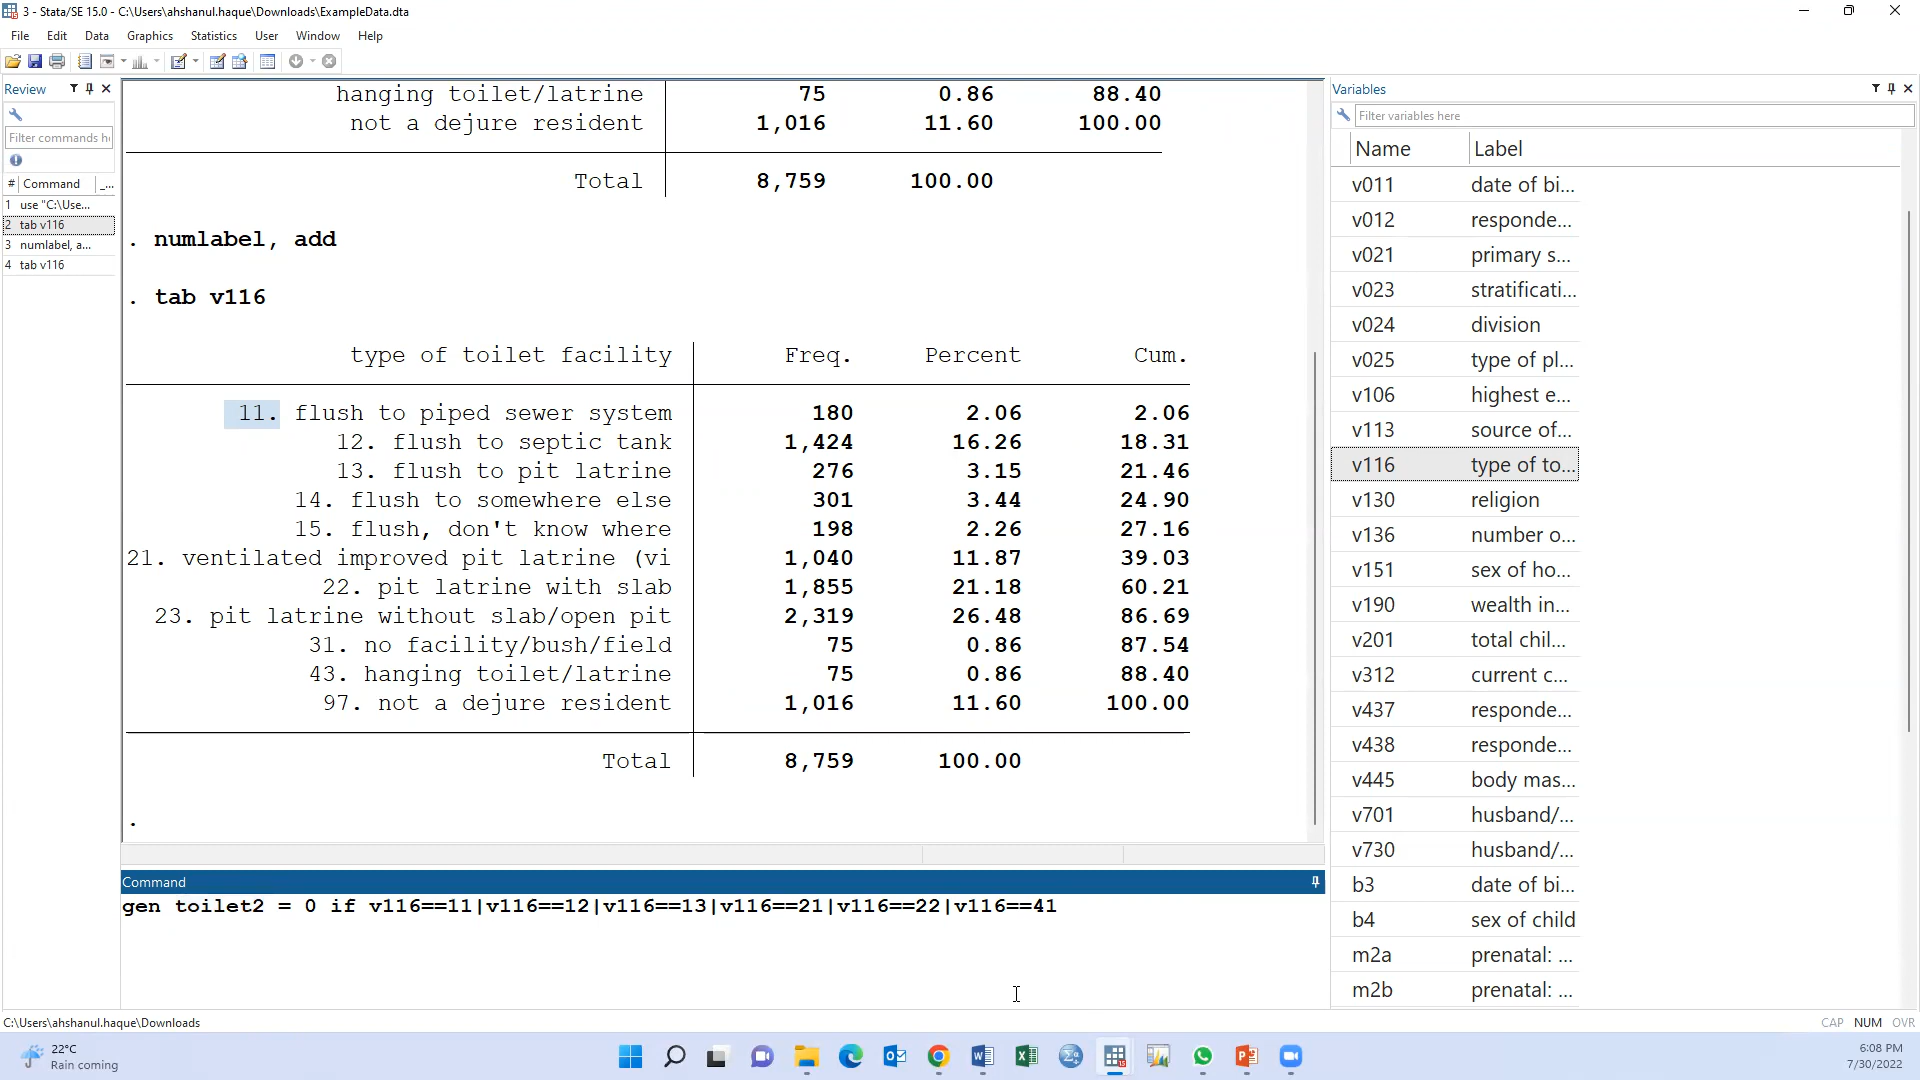 3 - Stata/SE 15.0 - C:\Users\ahshanul.haque\Downloads\ExampleData.dta
File Edit Data Graphics Statistics User Window Help
Review
Filter commands he
# Command _...
1 use "C:\Use...
2 tab v116
3 numlabel, a...
4 tab v116
hanging toilet/latrine 75 0.86 88.40
not a dejure resident 1,016 11.60 100.00
Total 8,759 100.00
. numlabel, add
. tab v116
type of toilet facility Freq. Percent Cum.
11. flush to piped sewer system 180 2.06 2.06
12. flush to septic tank 1,424 16.26 18.31
13. flush to pit latrine 276 3.15 21.46
14. flush to somewhere else 301 3.44 24.90
15. flush, don't know where 198 2.26 27.16
21. ventilated improved pit latrine (vi 1,040 11.87 39.03
22. pit latrine with slab 1,855 21.18 60.21
23. pit latrine without slab/open pit 2,319 26.48 86.69
31. no facility/bush/field 75 0.86 87.54
43. hanging toilet/latrine 75 0.86 88.40
97. not a dejure resident 1,016 11.60 100.00
Total 8,759 100.00
.
Command
gen toilet2 = 0 if v116==11|v116==12|v116==13|v116==21|v116==22|v116==41
Variables
Filter variables here
Name Label
v011 date of bi...
v012 responde...
v021 primary s...
v023 stratificati...
v024 division
v025 type of pl...
v106 highest e...
v113 source of...
v116 type of to...
v130 religion
v136 number o...
v151 sex of ho...
v190 wealth in...
v201 total chil...
v312 current c...
v437 responde...
v438 responde...
v445 body mas...
v701 husband/...
v730 husband/...
b3 date of bi...
b4 sex of child
m2a prenatal: ...
m2b prenatal: ...
C:\Users\ahshanul.haque\Downloads
CAP NUM OVR
22°C
Rain coming
6:08 PM
7/30/2022